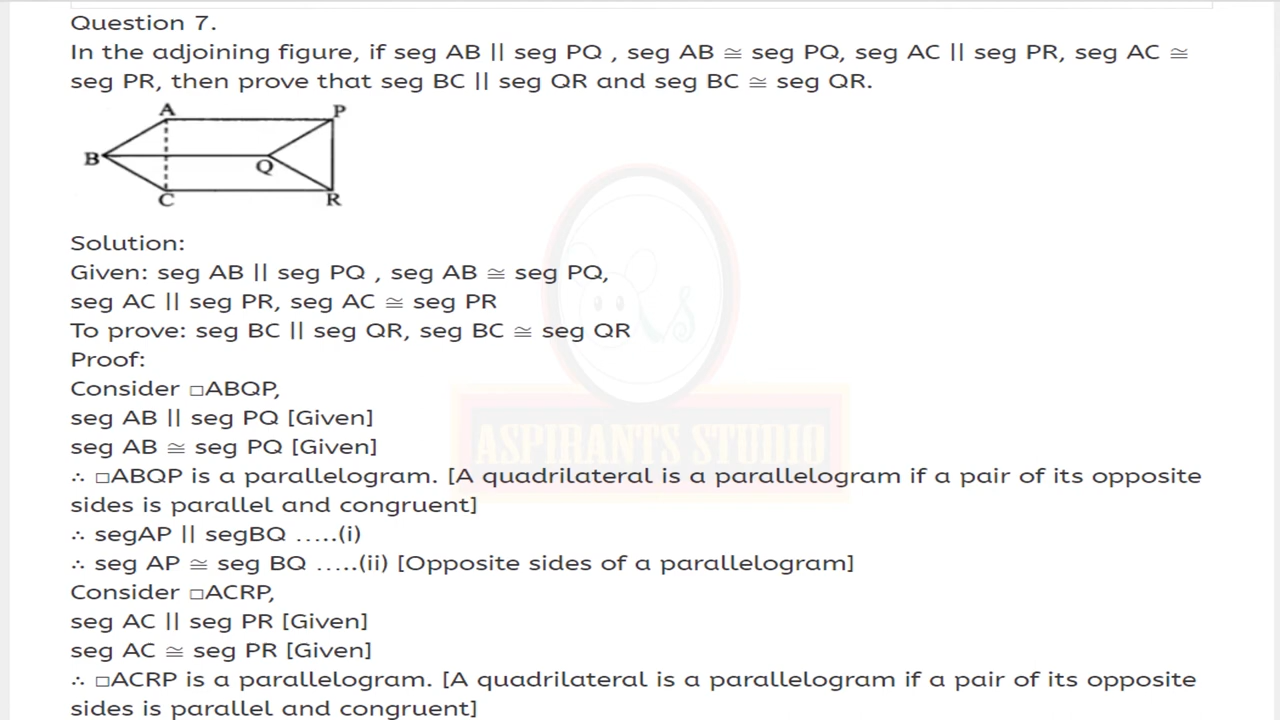 Question 7.
In the adjoining figure, if seg AB || seg PQ , seg AB ≅ seg PQ, seg AC || seg PR, seg AC ≅
seg PR, then prove that seg BC || seg QR and seg BC ≅ seg QR.
A P
B Q
C R
Solution:
Given: seg AB || seg PQ , seg AB ≅ seg PQ,
seg AC || seg PR, seg AC ≅ seg PR
To prove: seg BC || seg QR, seg BC ≅ seg QR
Proof:
Consider □ABQP,
seg AB || seg PQ [Given]
seg AB ≅ seg PQ [Given]
ASPIRANTS STUDIO
∴ □ABQP is a parallelogram. [A quadrilateral is a parallelogram if a pair of its opposite
sides is parallel and congruent]
∴ segAP || segBQ …..(i)
∴ seg AP ≅ seg BQ …..(ii) [Opposite sides of a parallelogram]
Consider □ACRP,
seg AC || seg PR [Given]
seg AC ≅ seg PR [Given]
∴ □ACRP is a parallelogram. [A quadrilateral is a parallelogram if a pair of its opposite
sides is parallel and congruent]